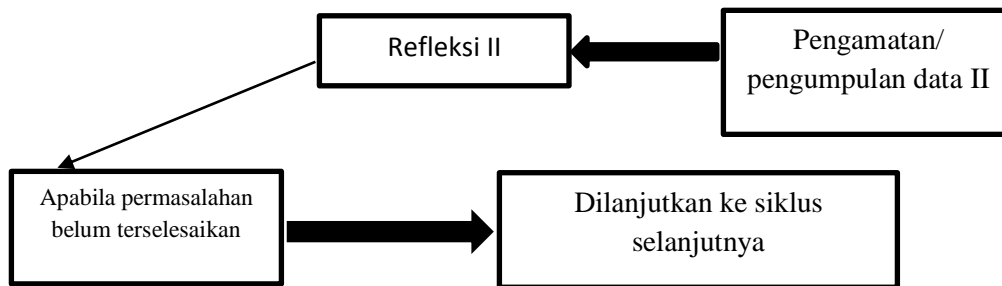 Refleksi II
Pengamatan/
pengumpulan data II
Apabila permasalahan
belum terselesaikan
Dilanjutkan ke siklus
selanjutnya